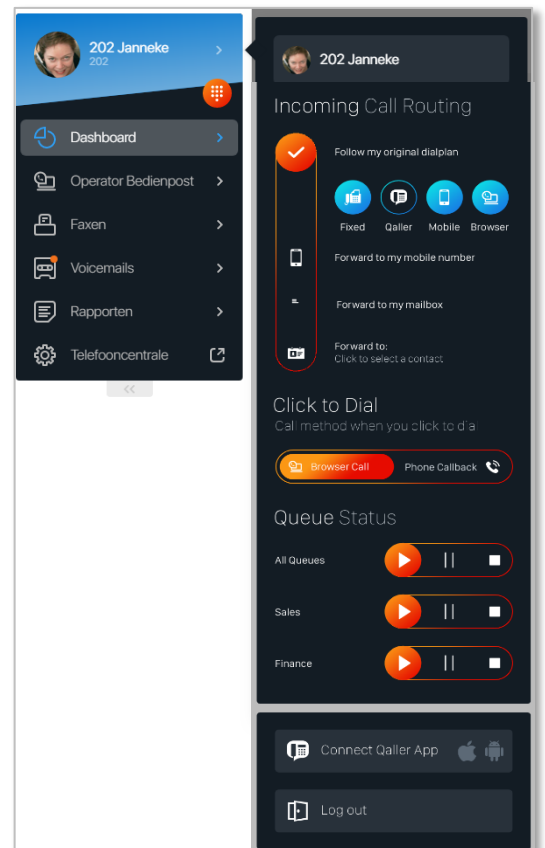 202 Janneke
202
Dashboard
Operator Bedienpost
Faxen
Voicemails
Rapporten
Telefooncentrale
202 Janneke
Incoming Call Routing
Follow my original dialplan
Fixed Qaller Mobile Browser
Forward to my mobile number
Forward to my mailbox
Forward to:
Click to select a contact
Click to Dial
Call method when you click to dia
Browser Call Phone Callback
Queue Status
All Queues
Sales
Finance
Connect Qaller App
Log out